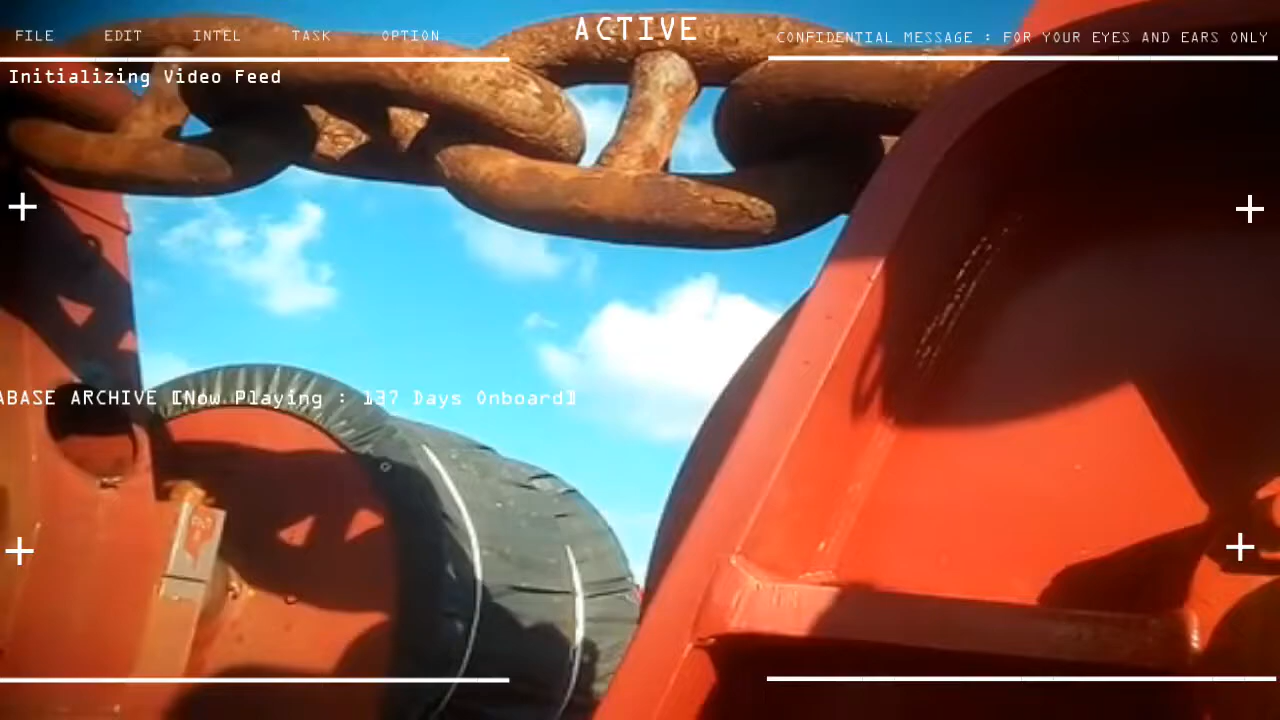 FILE EDIT INTEL TASK OPTION
ACTIVE
CONFIDENTIAL MESSAGE : FOR YOUR EYES AND EARS ONLY
Initializing Video Feed
ABASE ARCHIVE [Now Playing : 137 Days Onboard]